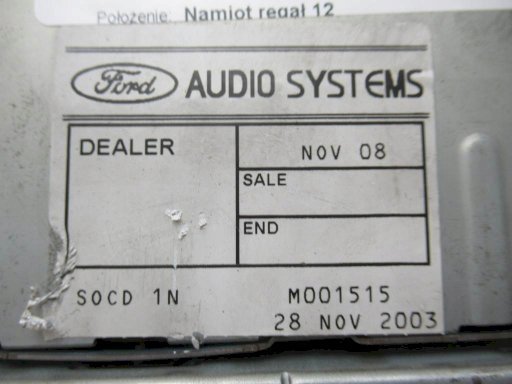 Położenie: Namiot regał 12
Ford AUDIO SYSTEMS
DEALER
NOV 08
SALE
END
SOCD 1N M001515
28 NOV 2003